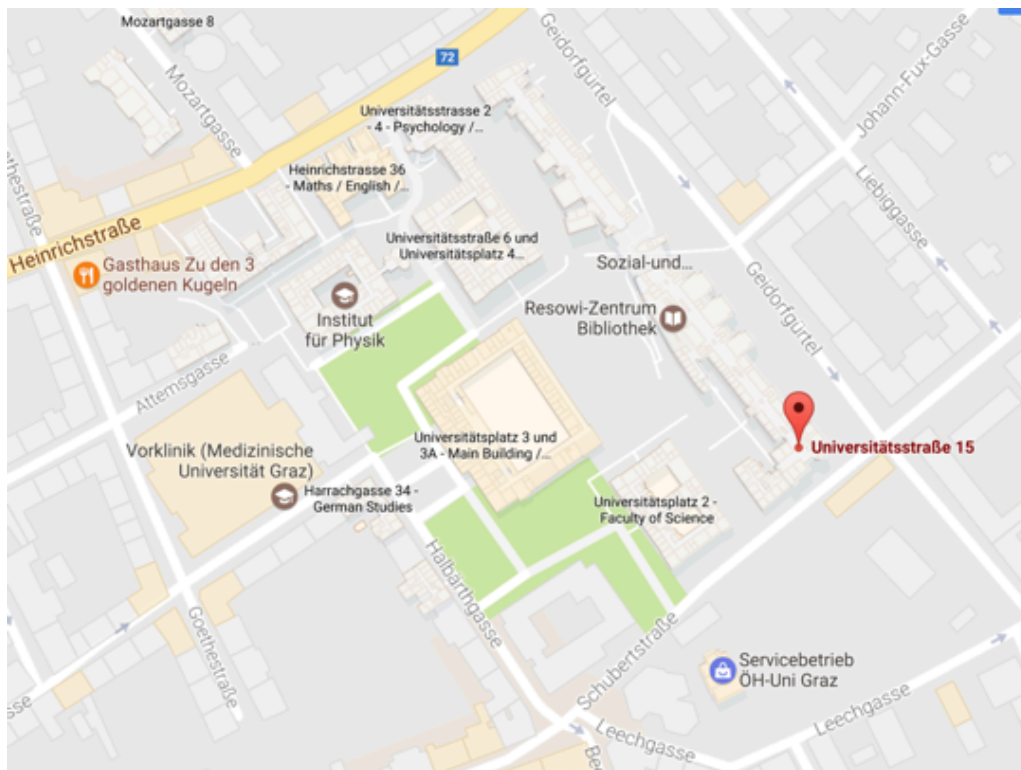 Mozartgasse 8
72
Geidorfgürtel
Johann-Fux-Gasse
Mozartgasse
Universitätsstrasse 2
- 4 - Psychology /...
Heinrichstrasse 36
- Maths / English /...
Liebiggasse
Heinrichstraße
Universitätsstraße 6 und
Universitätsplatz 4...
Gasthaus Zu den 3
goldenen Kugeln
Sozial-und...
Geidorfgürtel
Institut
für Physik
Resowi-Zentrum
Bibliothek
Attemsgasse
Universitätsplatz 3 und
3A - Main Building /...
Universitätsstraße 15
Vorklinik (Medizinische
Universität Graz)
Harrachgasse 34 -
German Studies
Universitätsplatz 2 -
Faculty of Science
Halbärthgasse
Goethestraße
Schubertstraße
Servicebetrieb
ÖH-Uni Graz
Leechgasse
Leechgasse